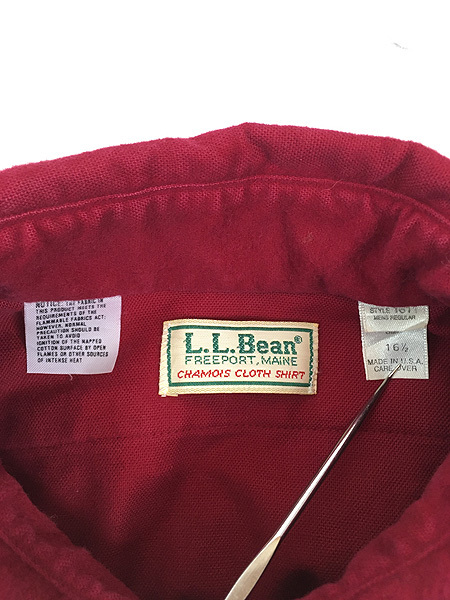 NOTICE: THE FABRIC IN
THIS PRODUCT MEETS THE
REQUIREMENTS OF THE
FLAMMABLE FABRICS ACT;
HOWEVER, NORMAL
PRECAUTION SHOULD BE
TAKEN TO AVOID
IGNITION OF THE NAPPED
COTTON SURFACE BY OPEN
FLAMES OR OTHER SOURCES
OF INTENSE HEAT
L.L.Bean®
FREEPORT, MAINE
CHAMOIS CLOTH SHIRT
STYLE
MENS REGULAR
16½
MADE IN U.S.A.
CARE OVER